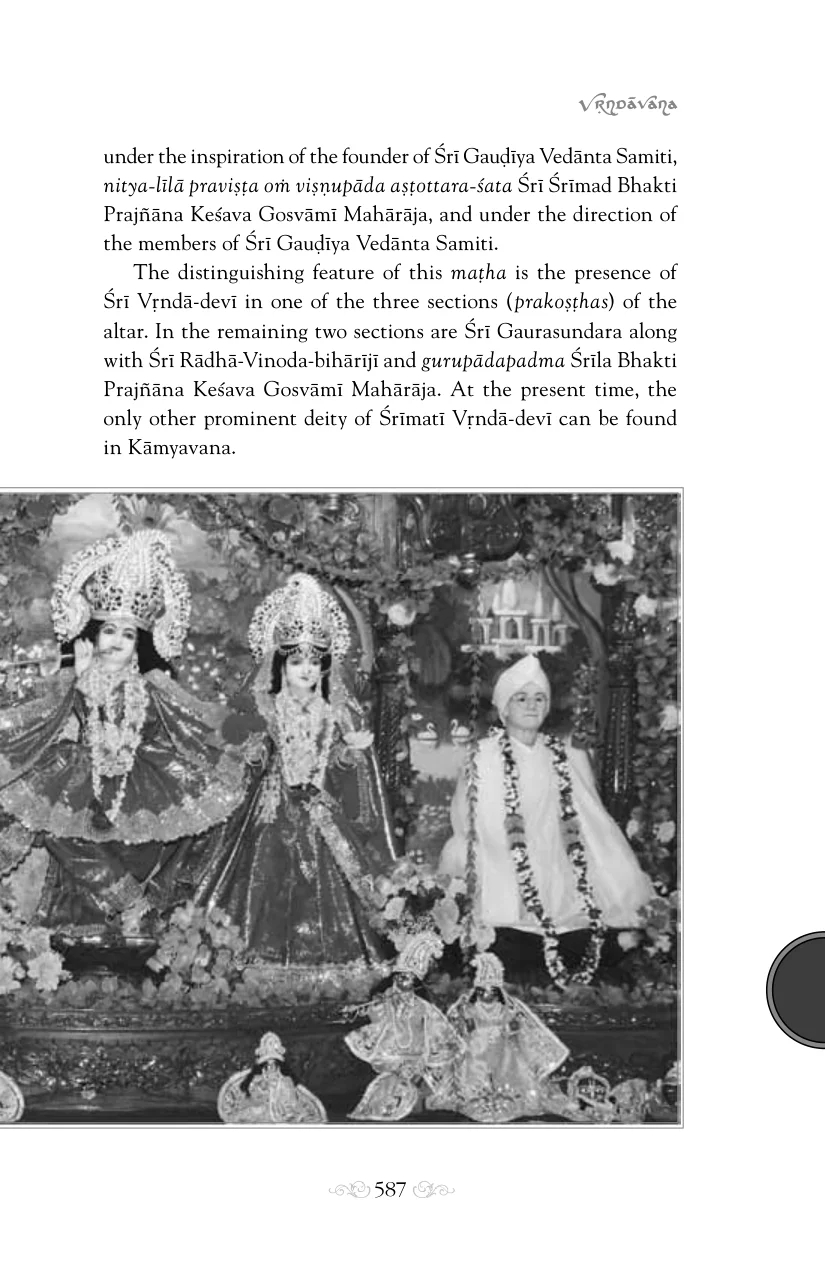 Vṛndāvana
under the inspiration of the founder of Śrī Gauḍīya Vedānta Samiti,
nitya-līlā praviṣṭa oṁ viṣṇupāda aṣṭottara-śata Śrī Śrīmad Bhakti
Prajñāna Keśava Gosvāmī Mahārāja, and under the direction of
the members of Śrī Gauḍīya Vedānta Samiti.
The distinguishing feature of this maṭha is the presence of
Śrī Vṛndā-devī in one of the three sections (prakoṣṭhas) of the
altar. In the remaining two sections are Śrī Gaurasundara along
with Śrī Rādhā-Vinoda-bihārījī and gurupādapadma Śrīla Bhakti
Prajñāna Keśava Gosvāmī Mahārāja. At the present time, the
only other prominent deity of Śrīmatī Vṛndā-devī can be found
in Kāmyavana.
587